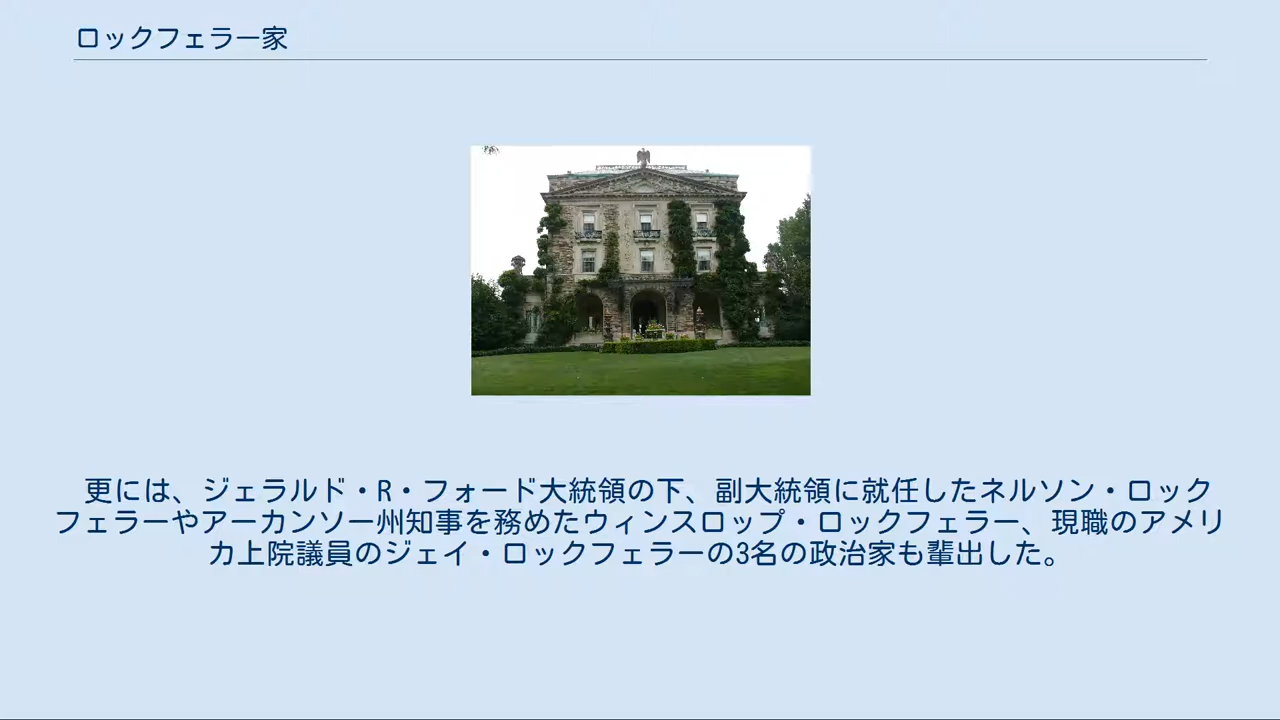 ロックフェラー家
更には、ジェラルド・R・フォード大統領の下、副大統領に就任したネルソン・ロック
フェラーやアーカンソー州知事を務めたウィンスロップ・ロックフェラー、現職のアメリ
カ上院議員のジェイ・ロックフェラーの3名の政治家も輩出した。